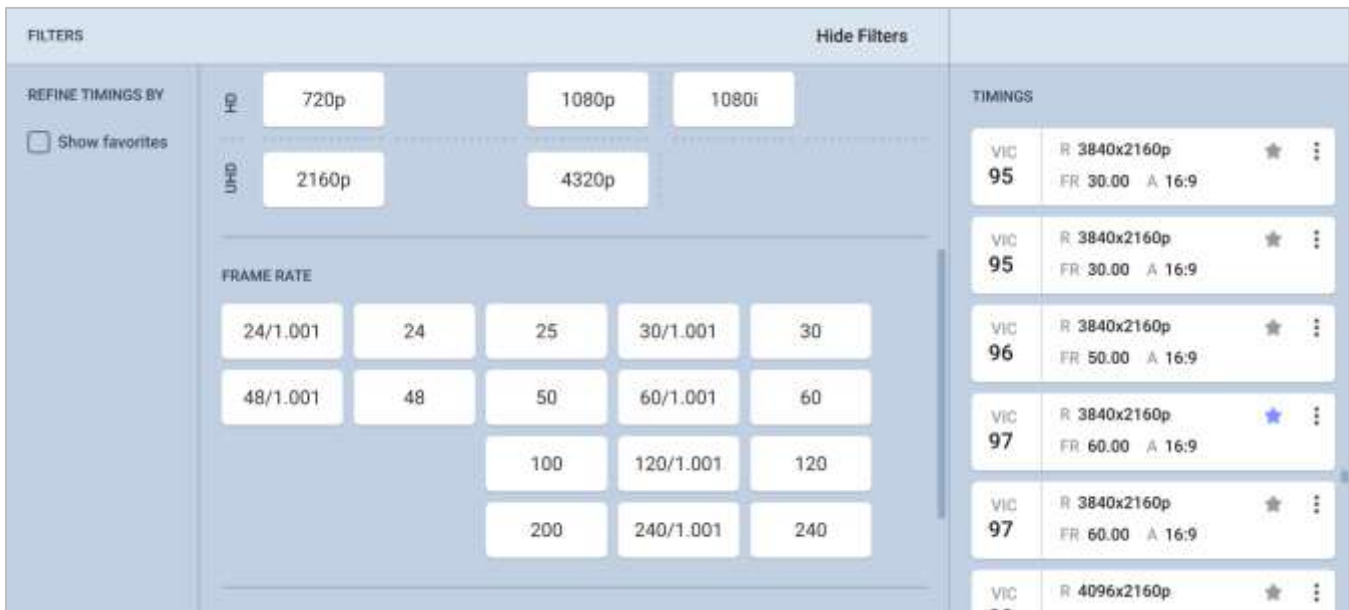 FILTERS
Hide Filters
REFINE TIMINGS BY
Show favorites
HD
720p
1080p
1080i
UHD
2160p
4320p
FRAME RATE
24/1.001
24
25
30/1.001
30
48/1.001
48
50
60/1.001
60
100
120/1.001
120
200
240/1.001
240
TIMINGS
VIC
95
R 3840x2160p
FR 30.00 A 16:9
VIC
95
R 3840x2160p
FR 30.00 A 16:9
VIC
96
R 3840x2160p
FR 50.00 A 16:9
VIC
97
R 3840x2160p
FR 60.00 A 16:9
VIC
97
R 3840x2160p
FR 60.00 A 16:9
VIC
R 4096x2160p